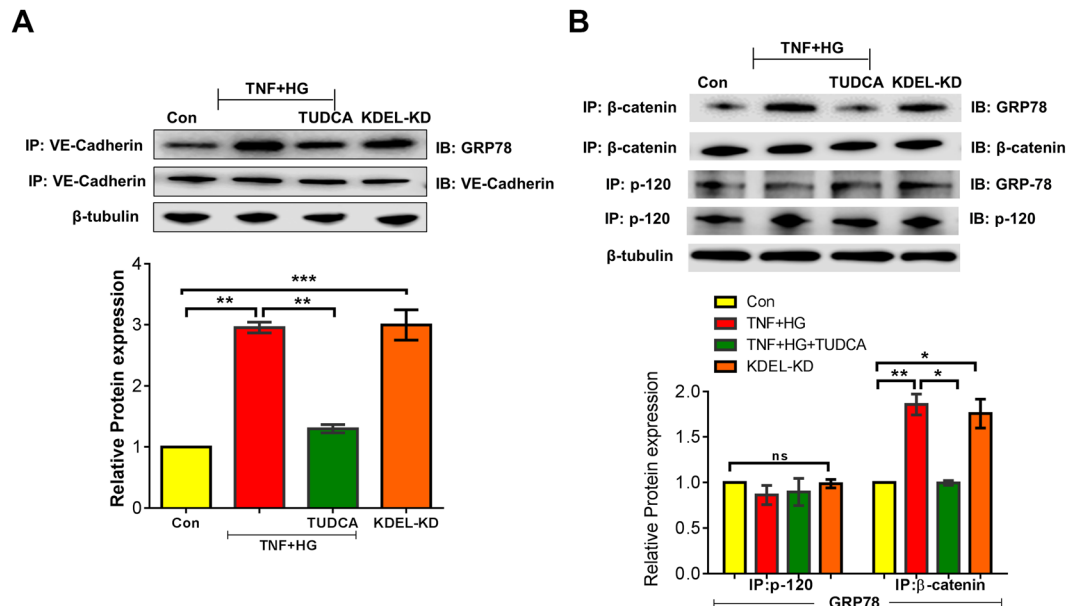 A
TNF+HG
Con
TUDCA KDEL-KD
IP: VE-Cadherin
IB: GRP78
IP: VE-Cadherin
IB: VE-Cadherin
β-tubulin
Relative Protein expression
4
3
2
1
0
***
**
**
Con
TUDCA
KDEL-KD
TNF+HG
B
TNF+HG
Con
TUDCA KDEL-KD
IP: β-catenin
IB: GRP78
IP: β-catenin
IB: β-catenin
IP: p-120
IB: GRP-78
IP: p-120
IB: p-120
β-tubulin
Con
TNF+HG
TNF+HG+TUDCA
KDEL-KD
Relative Protein expression
2.0
1.5
1.0
0.5
0.0
ns
*
**
*
IP:p-120
IP:β-catenin
GRP78